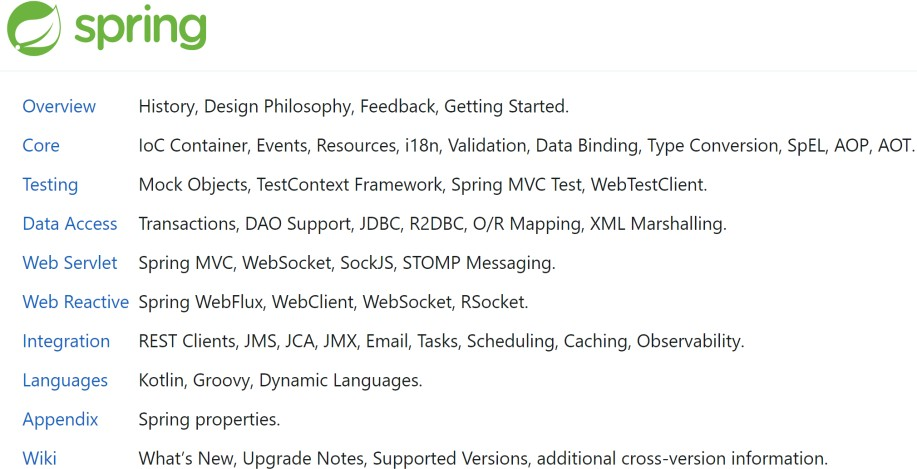 spring
Overview History, Design Philosophy, Feedback, Getting Started.
Core IoC Container, Events, Resources, i18n, Validation, Data Binding, Type Conversion, SpEL, AOP, AOT.
Testing Mock Objects, TestContext Framework, Spring MVC Test, WebTestClient.
Data Access Transactions, DAO Support, JDBC, R2DBC, O/R Mapping, XML Marshalling.
Web Servlet Spring MVC, WebSocket, SockJS, STOMP Messaging.
Web Reactive Spring WebFlux, WebClient, WebSocket, RSocket.
Integration REST Clients, JMS, JCA, JMX, Email, Tasks, Scheduling, Caching, Observability.
Languages Kotlin, Groovy, Dynamic Languages.
Appendix Spring properties.
Wiki What’s New, Upgrade Notes, Supported Versions, additional cross-version information.